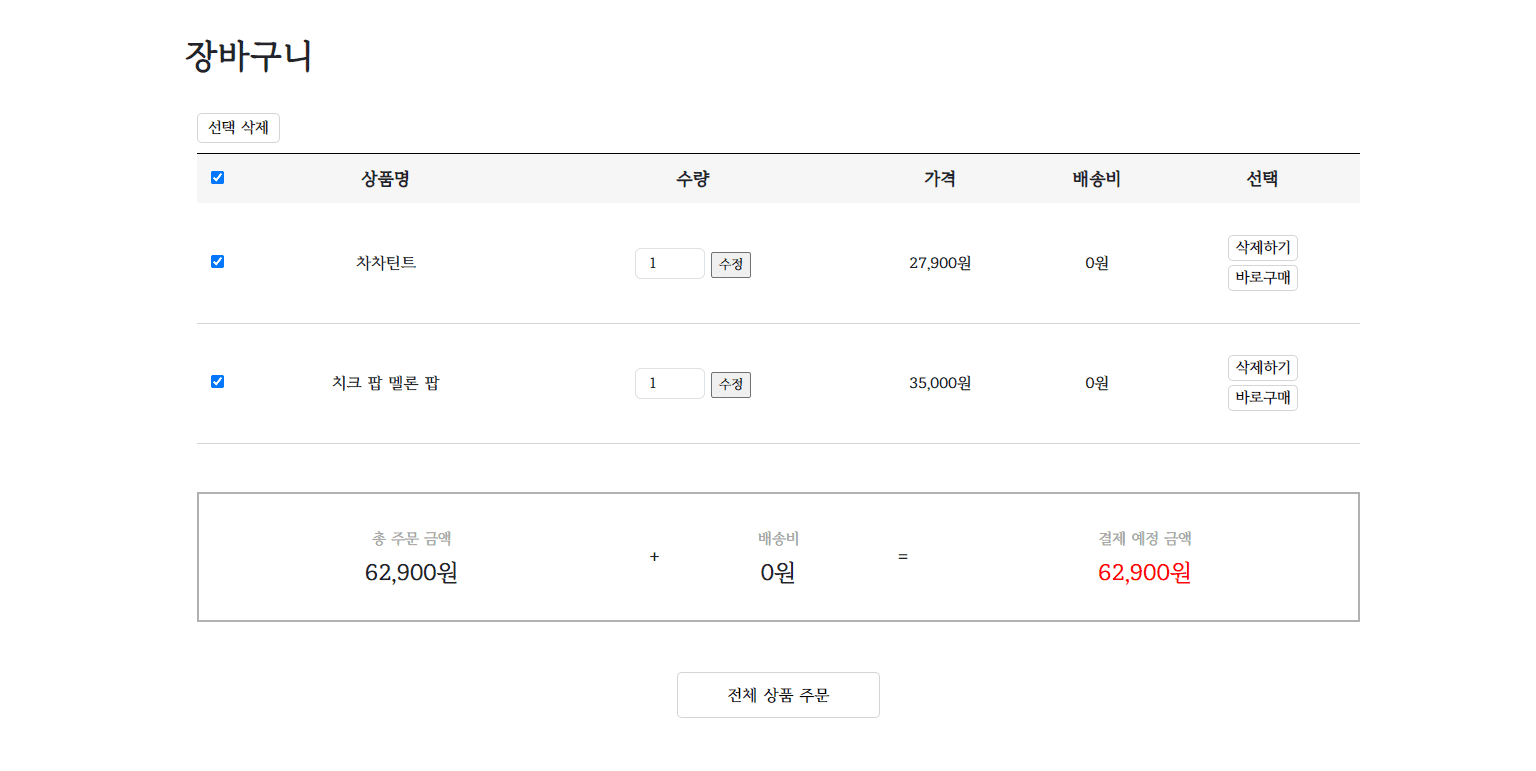 장바구니
선택 삭제
상품명 수량 가격 배송비 선택
차차틴트 1 수정 27,900원 0원 삭제하기
바로구매
치크 팝 멜론 팝 1 수정 35,000원 0원 삭제하기
바로구매
총 주문 금액 배송비 결제 예정 금액
62,900원 + 0원 = 62,900원
전체 상품 주문